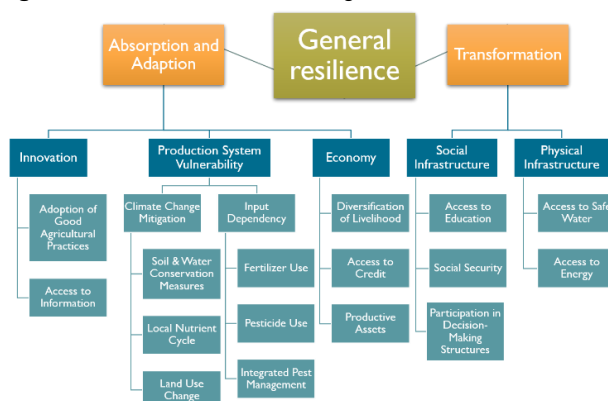 General
resilience
Absorption and
Adaption
Transformation
Innovation
Production System
Vulnerability
Economy
Social
Infrastructure
Physical
Infrastructure
Adoption of
Good
Agricultural
Practices
Access to
Information
Climate Change
Mitigation
Soil & Water
Conservation
Measures
Local Nutrient
Cycle
Land Use
Change
Input
Dependency
Fertilizer Use
Pesticide Use
Integrated Pest
Management
Diversification
of Livelihood
Access to
Credit
Productive
Assets
Access to
Education
Social Security
Participation in
Decision-
Making
Structures
Access to Safe
Water
Access to
Energy